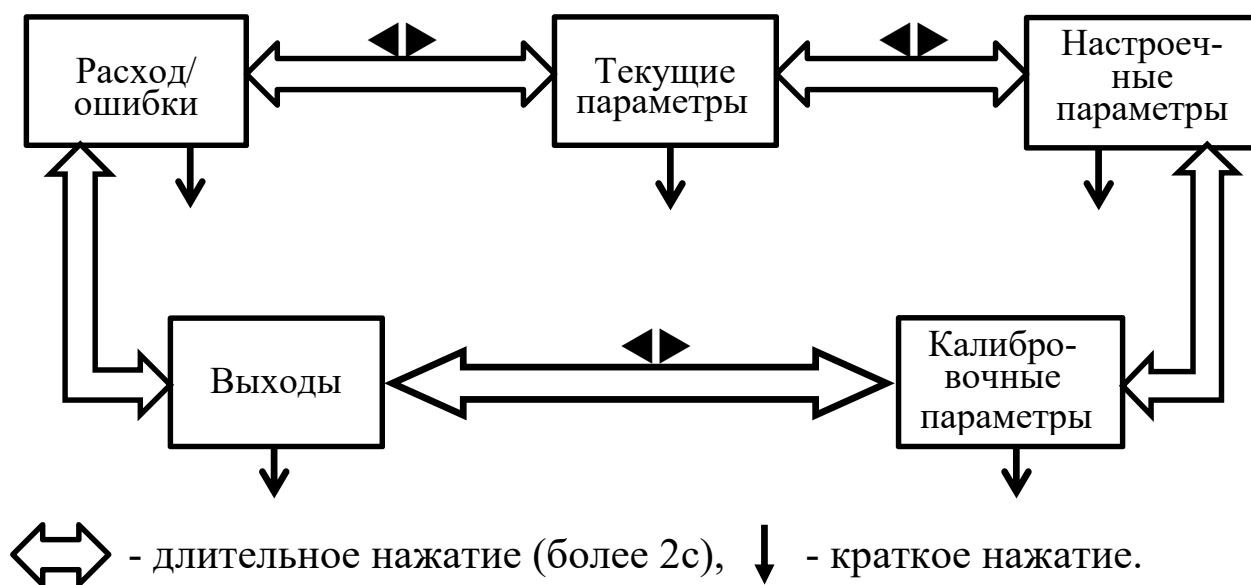 Расход/
ошибки
Текущие
параметры
Настроеч-
ные
параметры
Выходы
Калибро-
вочные
параметры
- длительное нажатие (более 2с),
- краткое нажатие.